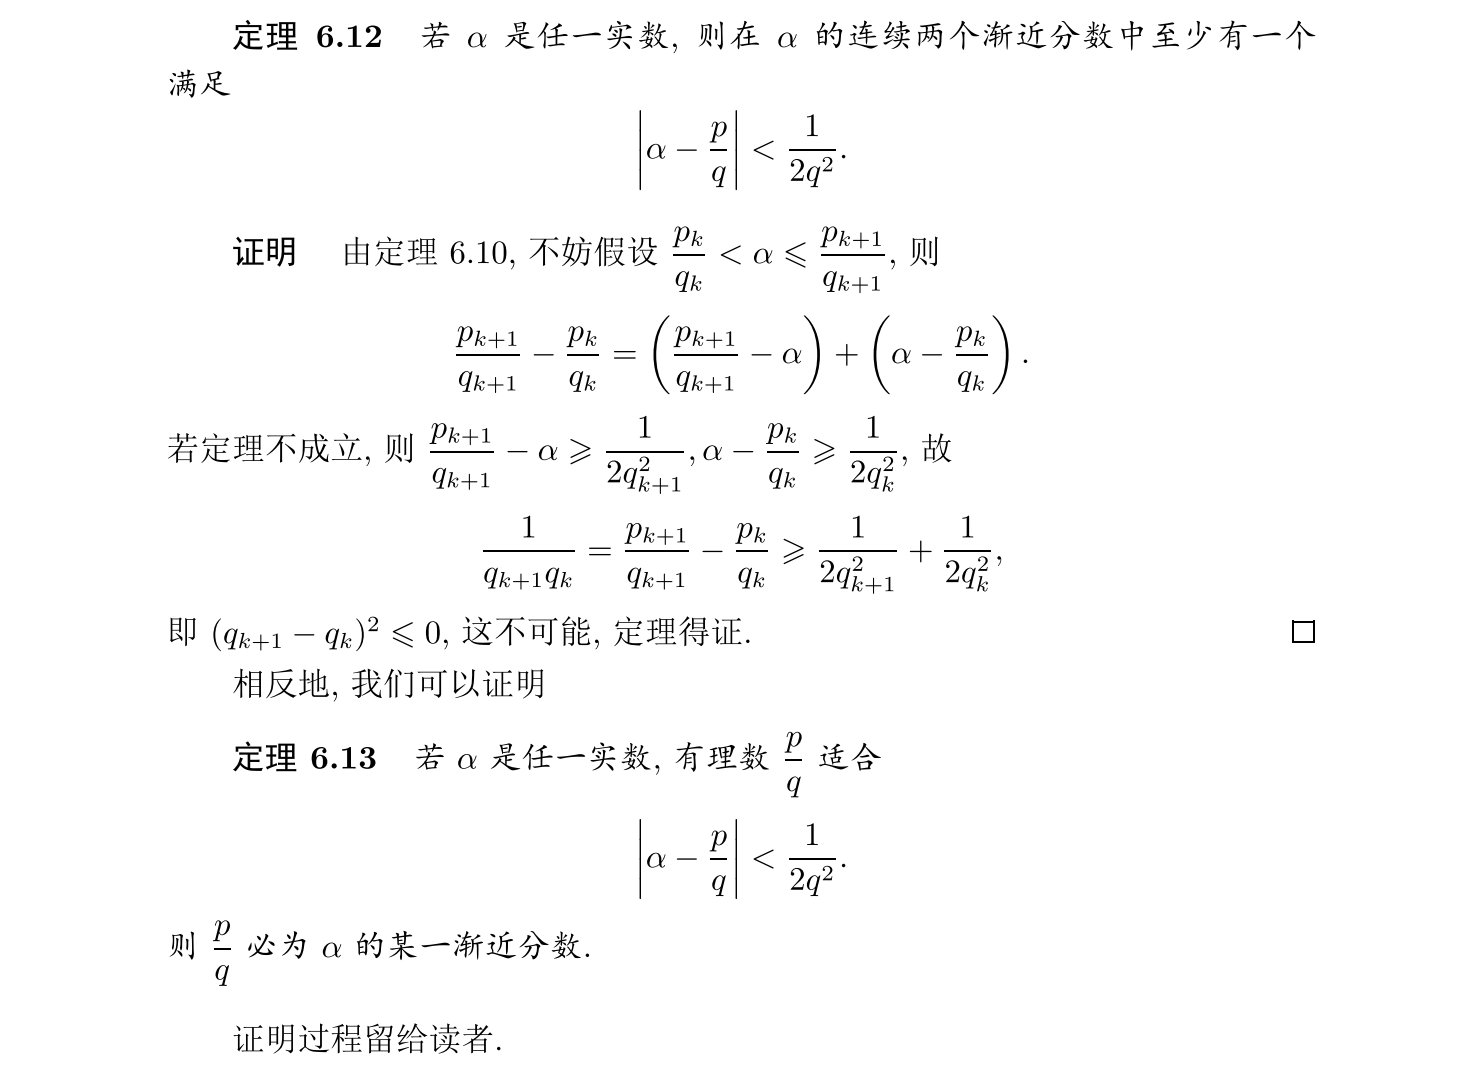 定理 6.12 若 α 是任一实数, 则在 α 的连续两个渐近分数中至少有一个
满足
$\left|\alpha - \frac{p}{q}\right| < \frac{1}{2q^2}.$
证明 由定理 6.10, 不妨假设 $\frac{p_k}{q_k} < \alpha \leqslant \frac{p_{k+1}}{q_{k+1}}$, 则
$\frac{p_{k+1}}{q_{k+1}} - \frac{p_k}{q_k} = \left(\frac{p_{k+1}}{q_{k+1}} - \alpha\right) + \left(\alpha - \frac{p_k}{q_k}\right).$
若定理不成立, 则 $\frac{p_{k+1}}{q_{k+1}} - \alpha \geqslant \frac{1}{2q_{k+1}^2}, \alpha - \frac{p_k}{q_k} \geqslant \frac{1}{2q_k^2}$, 故
$\frac{1}{q_{k+1}q_k} = \frac{p_{k+1}}{q_{k+1}} - \frac{p_k}{q_k} \geqslant \frac{1}{2q_{k+1}^2} + \frac{1}{2q_k^2},$
即 $(q_{k+1} - q_k)^2 \leqslant 0$, 这不可能, 定理得证. □
相反地, 我们可以证明
定理 6.13 若 α 是任一实数, 有理数 $\frac{p}{q}$ 适合
$\left|\alpha - \frac{p}{q}\right| < \frac{1}{2q^2}.$
则 $\frac{p}{q}$ 必为 α 的某一渐近分数.
证明过程留给读者.